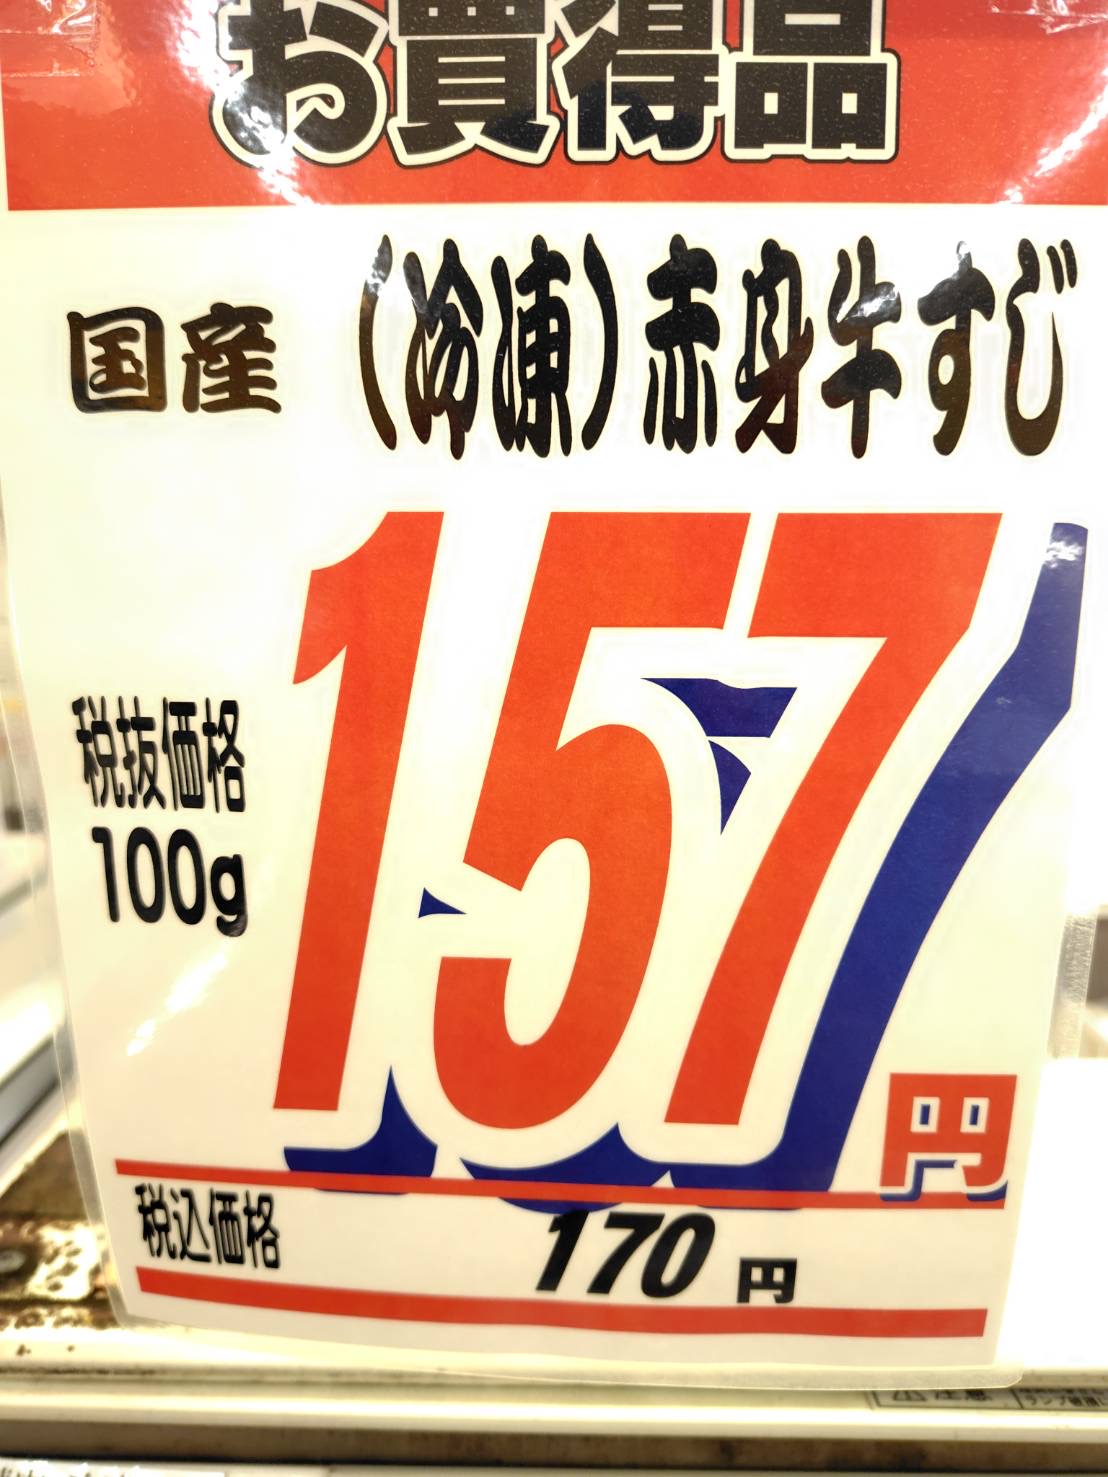 お買得品
国産 (冷凍)赤身牛すじ
税抜価格
100g
157円
税込価格 170円